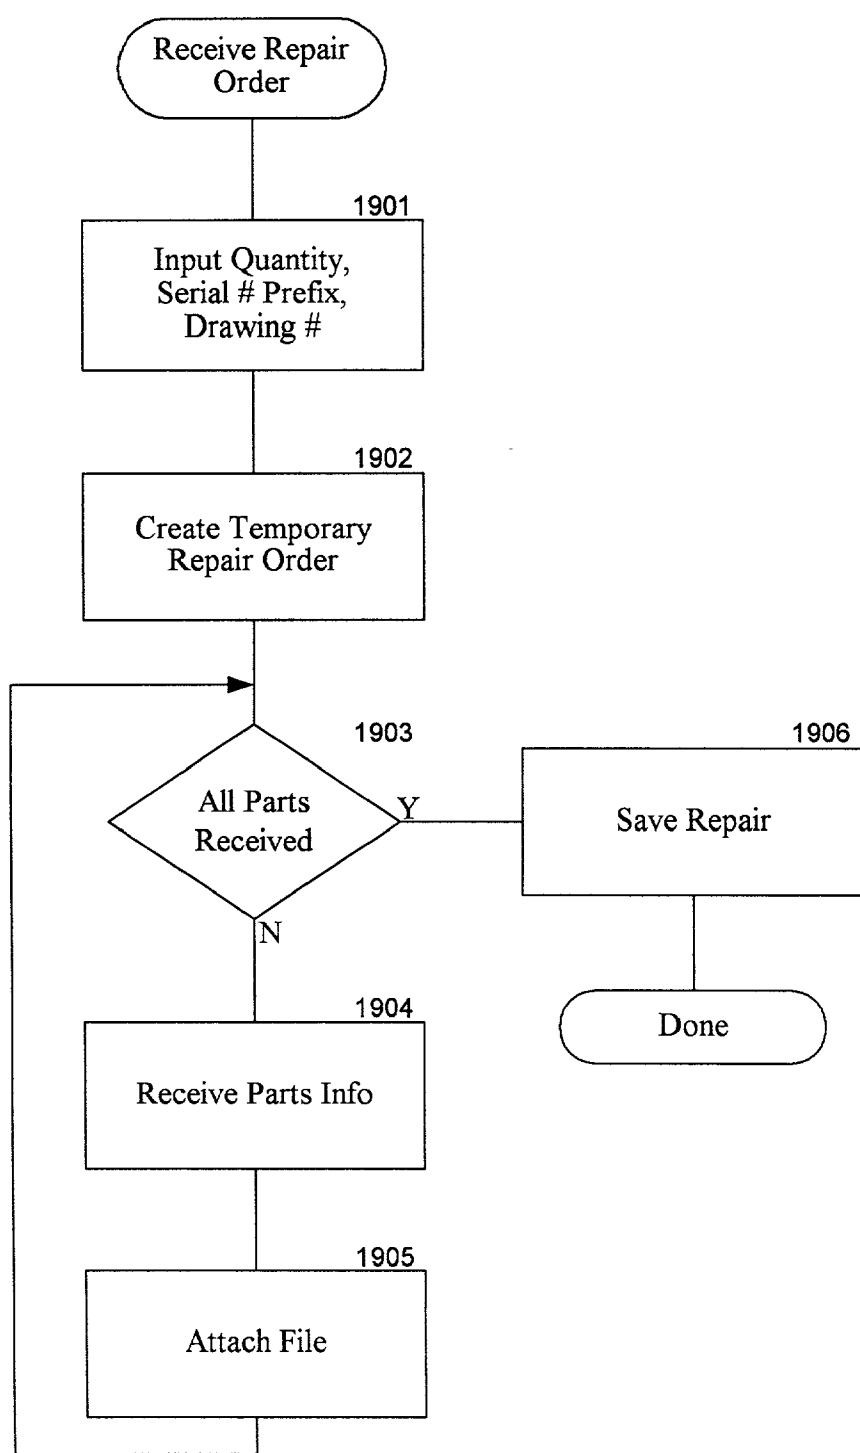 Receive Repair
Order
1901
Input Quantity,
Serial # Prefix,
Drawing #
1902
Create Temporary
Repair Order
1903
All Parts
Received
Y
N
1906
Save Repair
Done
1904
Receive Parts Info
1905
Attach File